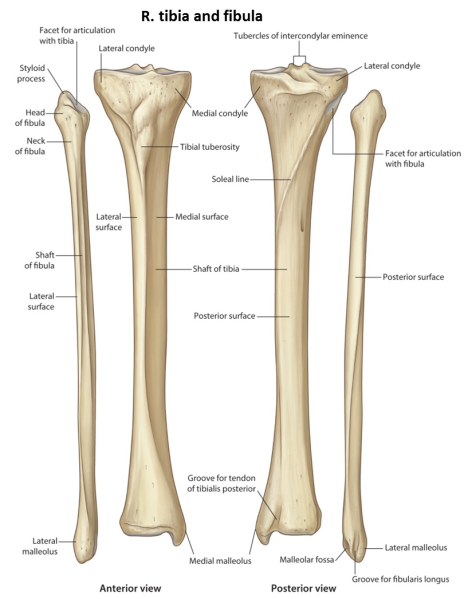 R. tibia and fibula
Facet for articulation
with tibia
Lateral condyle
Tubercles of intercondylar eminence
Lateral condyle
Styloid
process
Head
of fibula
Medial condyle
Neck
of fibula
Tibial tuberosity
Facet for articulation
with fibula
Soleal line
Lateral
surface
Medial surface
Shaft
of fibula
Shaft of tibia
Posterior surface
Lateral
surface
Posterior surface
Groove for tendon
of tibialis posterior
Lateral
malleolus
Medial malleolus
Malleolar fossa
Lateral malleolus
Groove for fibularis longus
Anterior view
Posterior view